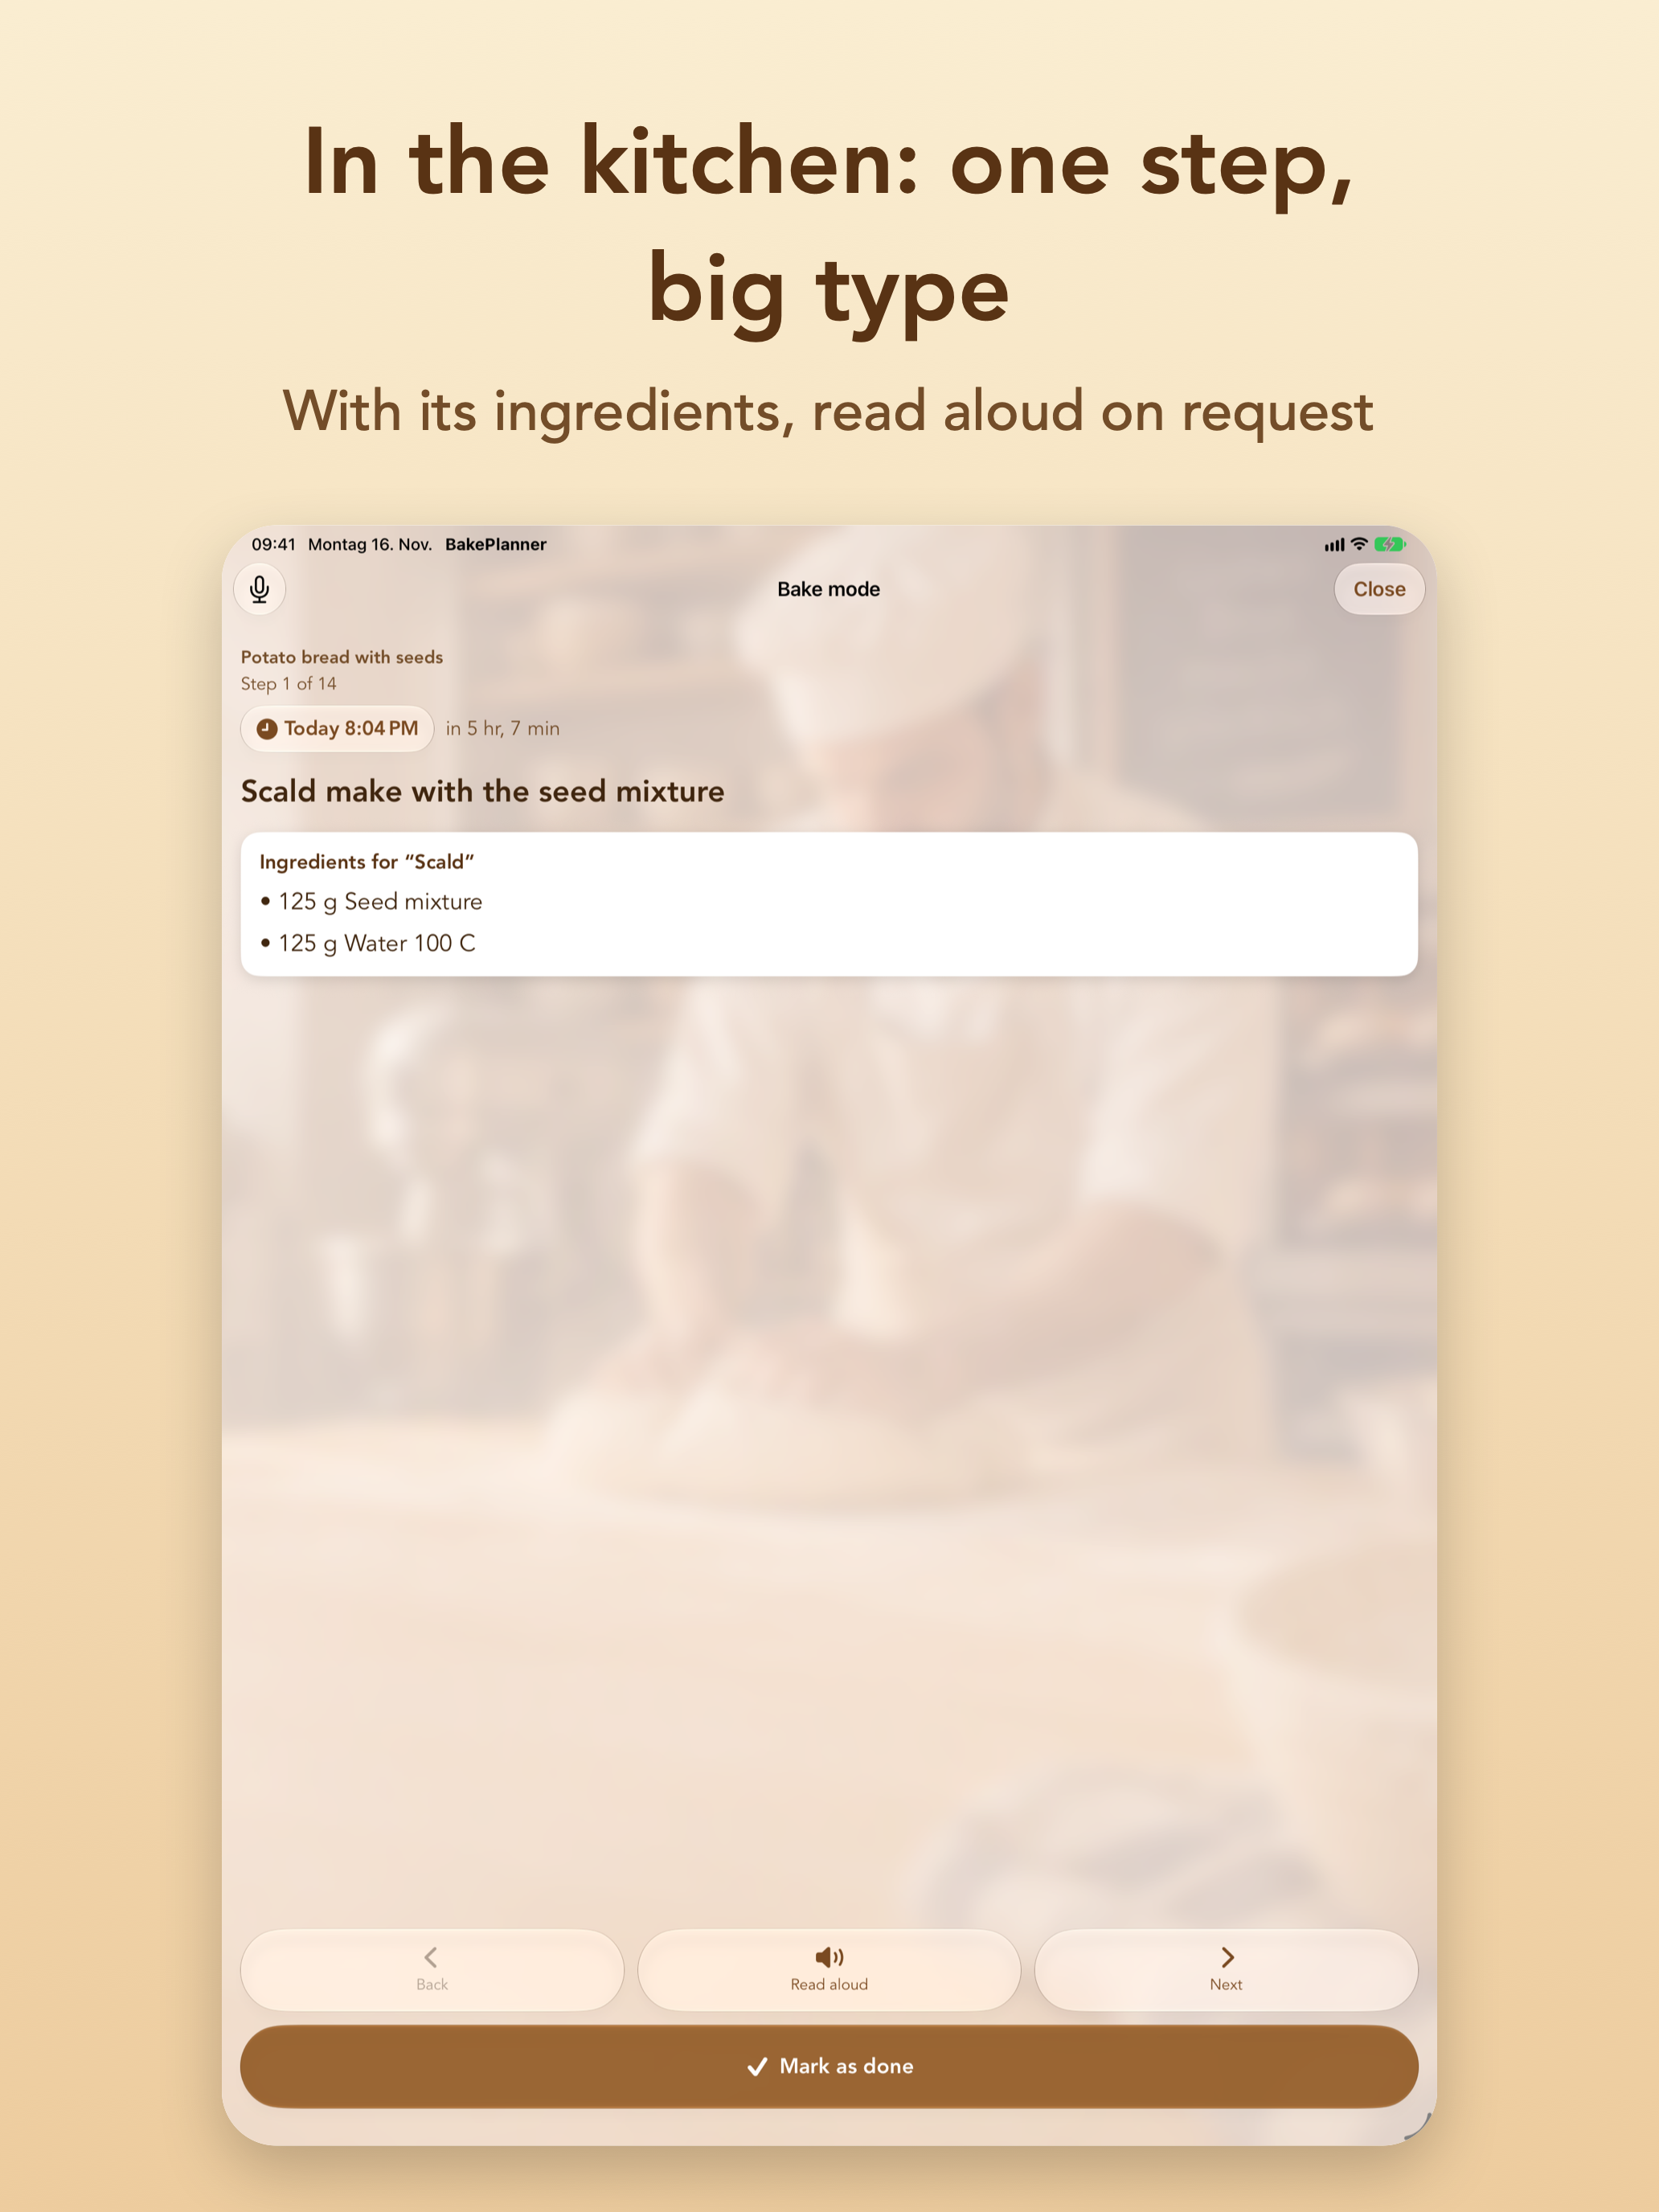 In the kitchen: one step,
big type
With its ingredients, read aloud on request
09:41 Montag 16. Nov. BakePlanner
Bake mode
Close
Potato bread with seeds
Step 1 of 14
Today 8:04 PM in 5 hr, 7 min
Scald make with the seed mixture
Ingredients for “Scald”
• 125 g Seed mixture
• 125 g Water 100 C
Back
Read aloud
Next
Mark as done